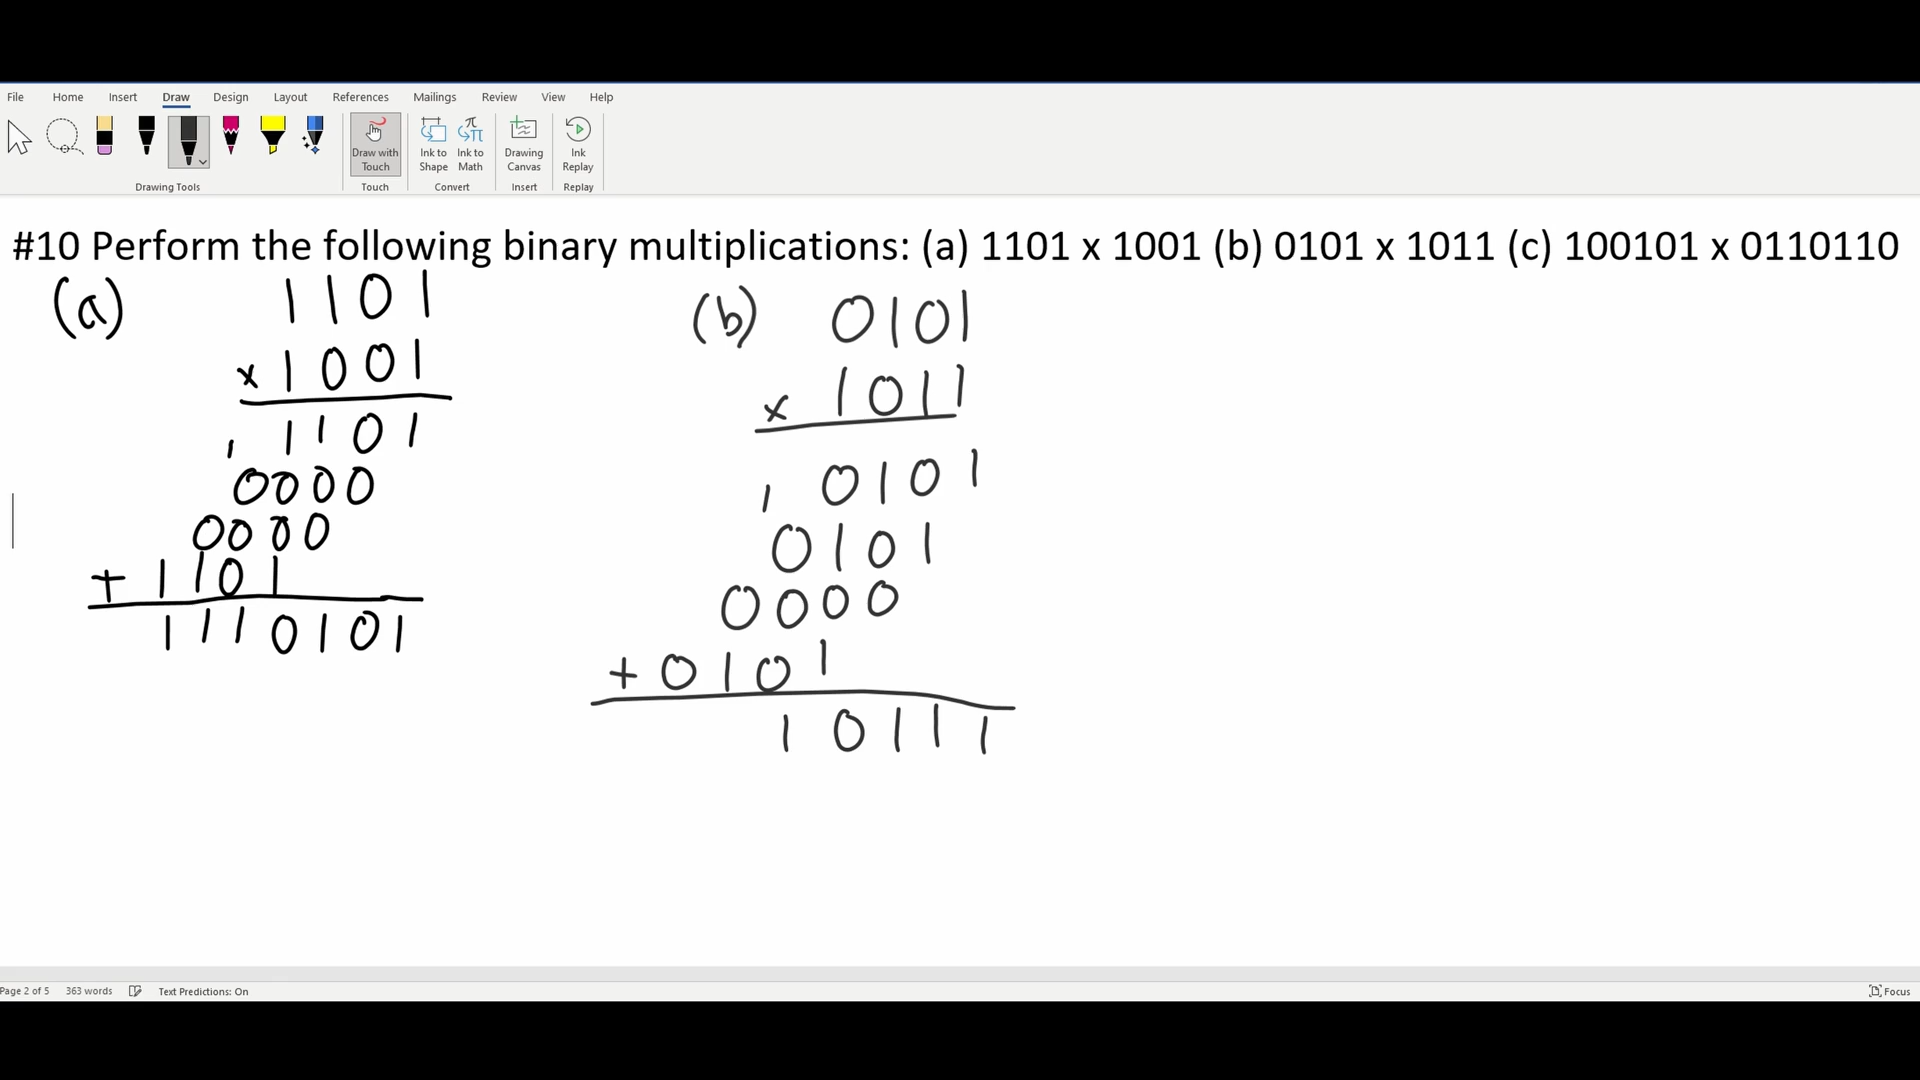 File Home Insert Draw Design Layout References Mailings Review View Help
Draw with Touch
Ink to Shape
Ink to Math
Drawing Canvas
Ink Replay
Drawing Tools Touch Convert Insert Replay
#10 Perform the following binary multiplications: (a) 1101 x 1001 (b) 0101 x 1011 (c) 100101 x 0110110
(a) 1101
x 1001
1 1101
0000
0000
+ 1101
1110101
(b) 0101
x 1011
1 0101
0101
0000
+ 0101
10111
Page 2 of 5 363 words Text Predictions: On Focus